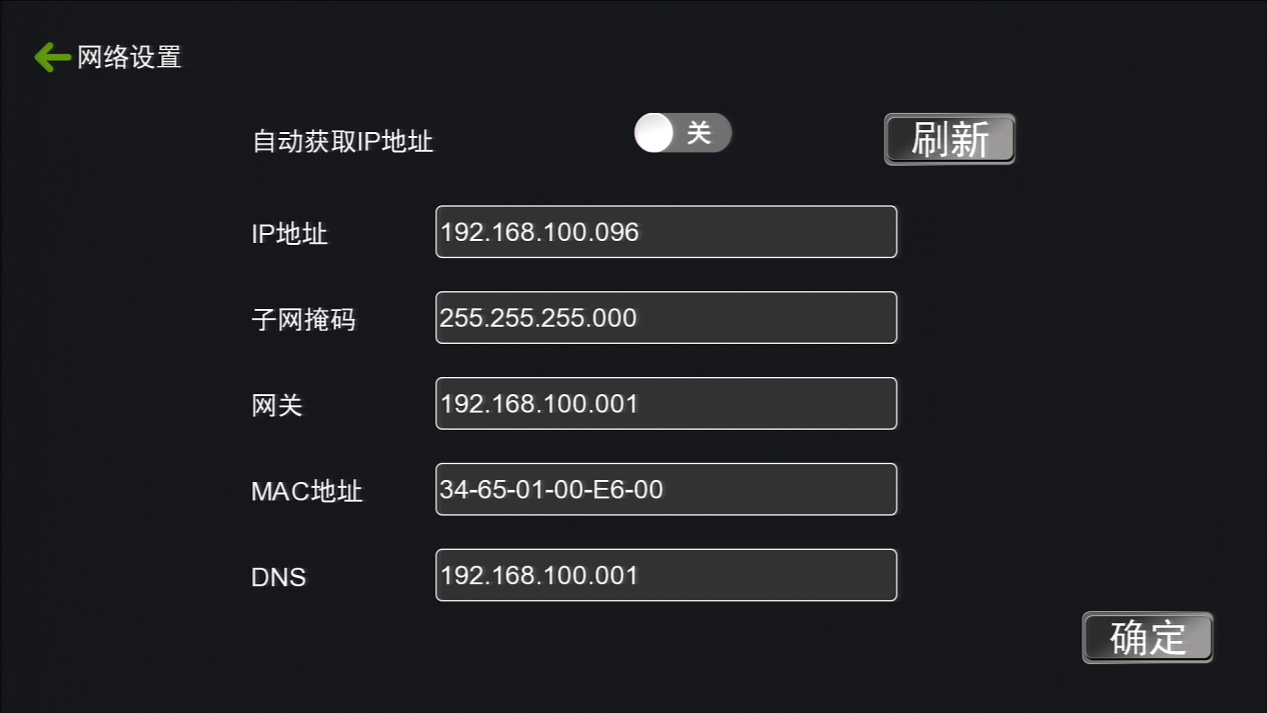 网络设置
自动获取IP地址 关 刷新
IP地址 192.168.100.096
子网掩码 255.255.255.000
网关 192.168.100.001
MAC地址 34-65-01-00-E6-00
DNS 192.168.100.001
确定